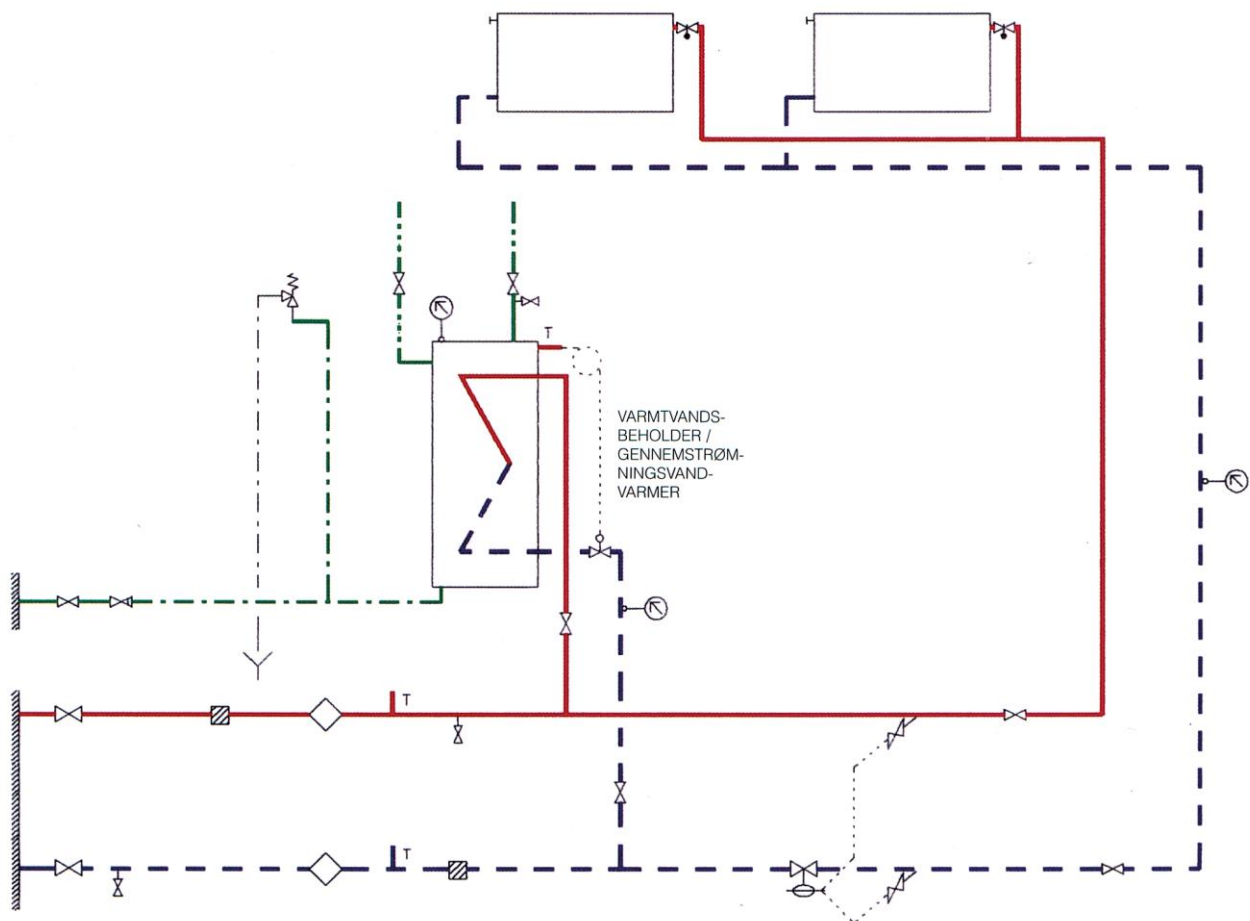 T
VARMTVANDS-
BEHOLDER /
GENNEMSTRØM-
NINGSVAND-
VARMER
T
T